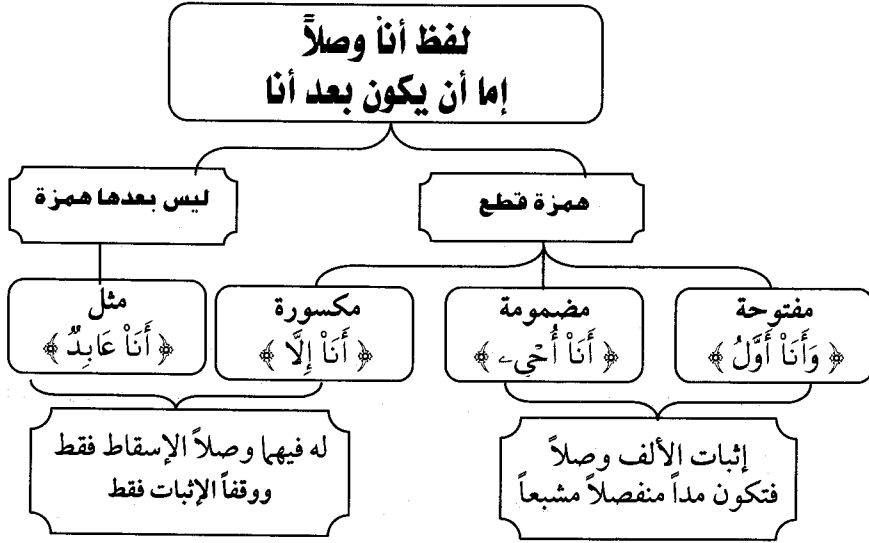 لفظ أناْ وصلاً
إما أن يكون بعد أنا
همزة قطع
ليس بعدها همزة
مفتوحة
﴿ وَأَنَا۠ أَوَّلُ ﴾
مضمومة
﴿ أَنَا۠ أُحْيِۦ ﴾
مكسورة
﴿ أَنَا۠ إِلَّا ﴾
مثل
﴿ أَنَا۠ عَابِدٌ ﴾
إثبات الألف وصلاً
فتكون مداً منفصلاً مشبعاً
له فيهما وصلاً الإسقاط فقط
ووقفاً الإثبات فقط